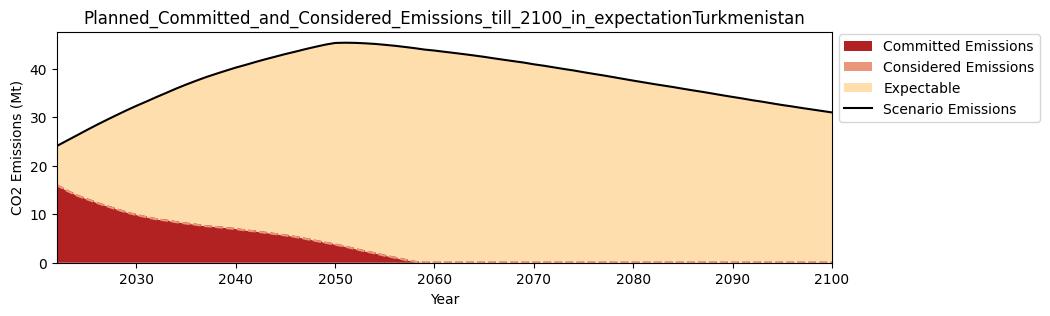 Planned_Committed_and_Considered_Emissions_till_2100_in_expectationTurkmenistan
Committed Emissions
Considered Emissions
Expectable
Scenario Emissions
CO2 Emissions (Mt)
40
30
20
10
0
2030 2040 2050 2060 2070 2080 2090 2100
Year